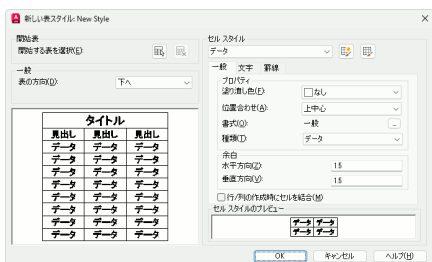 新しい表スタイル: New Style
開始表
開始する表を選択(E):
一般
表の方向(D): 下へ
タイトル
見出し 見出し 見出し
データ データ データ
データ データ データ
データ データ データ
データ データ データ
データ データ データ
データ データ データ
データ データ データ
データ データ データ
セル スタイル
データ
一般 文字 罫線
プロパティ
塗り潰し色(F): なし
位置合わせ(A): 上中心
書式(O): 一般 ...
種類(T): データ
余白
水平方向(Z): 1.5
垂直方向(V): 1.5
行/列の作成時にセルを結合(M)
セル スタイルのプレビュー
データ データ
データ データ
OK キャンセル ヘルプ(H)